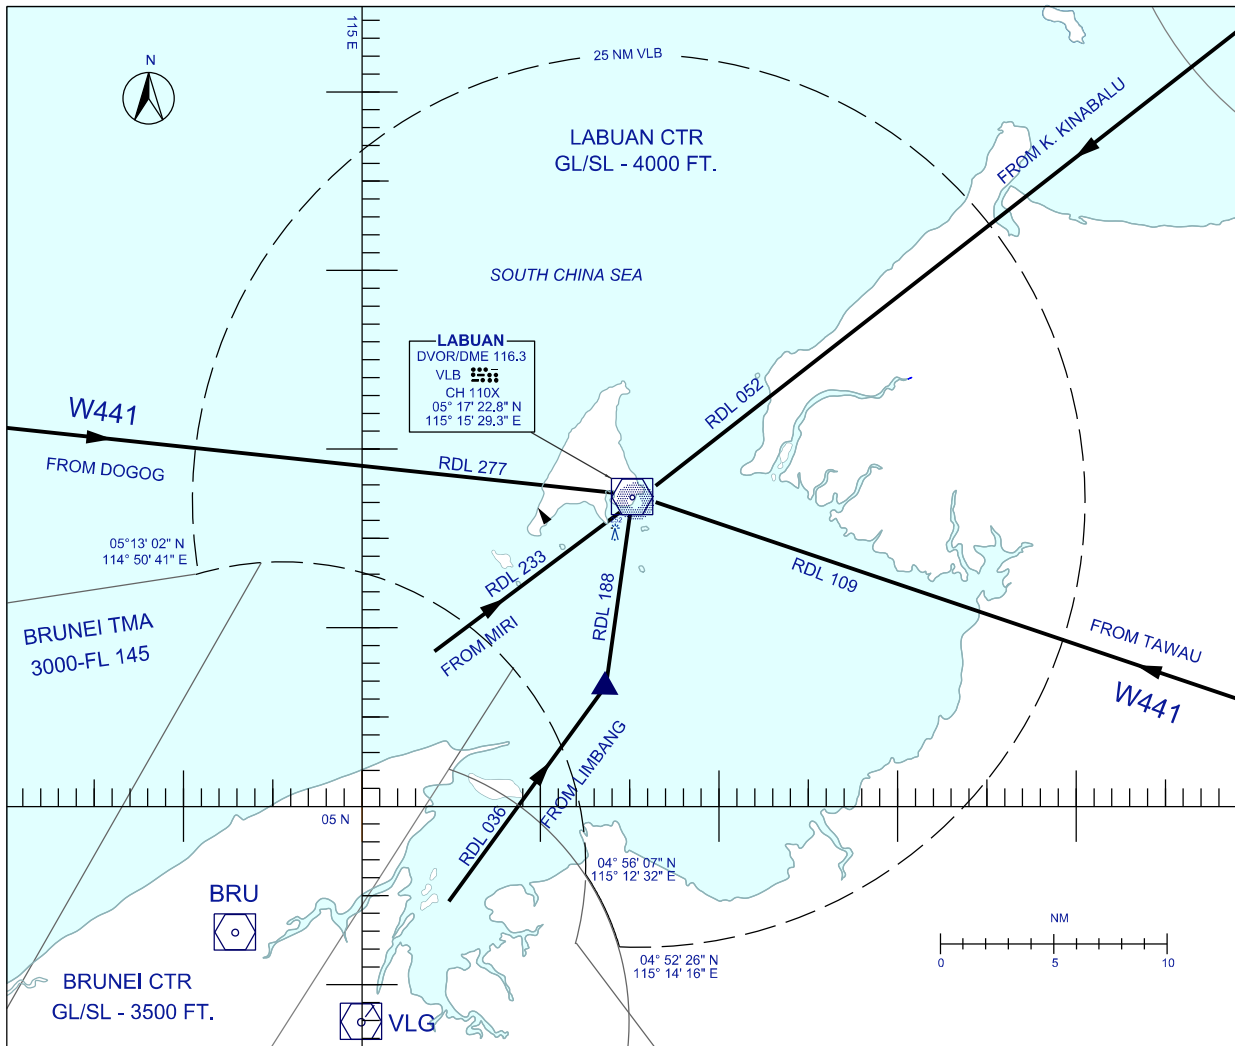 115 E
N
25 NM VLB
LABUAN CTR
GL/SL - 4000 FT.
FROM K. KINABALU
SOUTH CHINA SEA
LABUAN
DVOR/DME 116.3
VLB
CH 110X
05° 17' 22.8" N
115° 15' 29.3" E
RDL 052
W441
FROM DOGOG
RDL 277
05°13' 02" N
114° 50' 41" E
RDL 233
FROM MIRI
RDL 188
RDL 109
FROM TAWAU
W441
BRUNEI TMA
3000-FL 145
FROM LIMBANG
RDL 036
05 N
04° 56' 07" N
115° 12' 32" E
BRU
NM
0 5 10
04° 52' 26" N
115° 14' 16" E
BRUNEI CTR
GL/SL - 3500 FT.
VLG